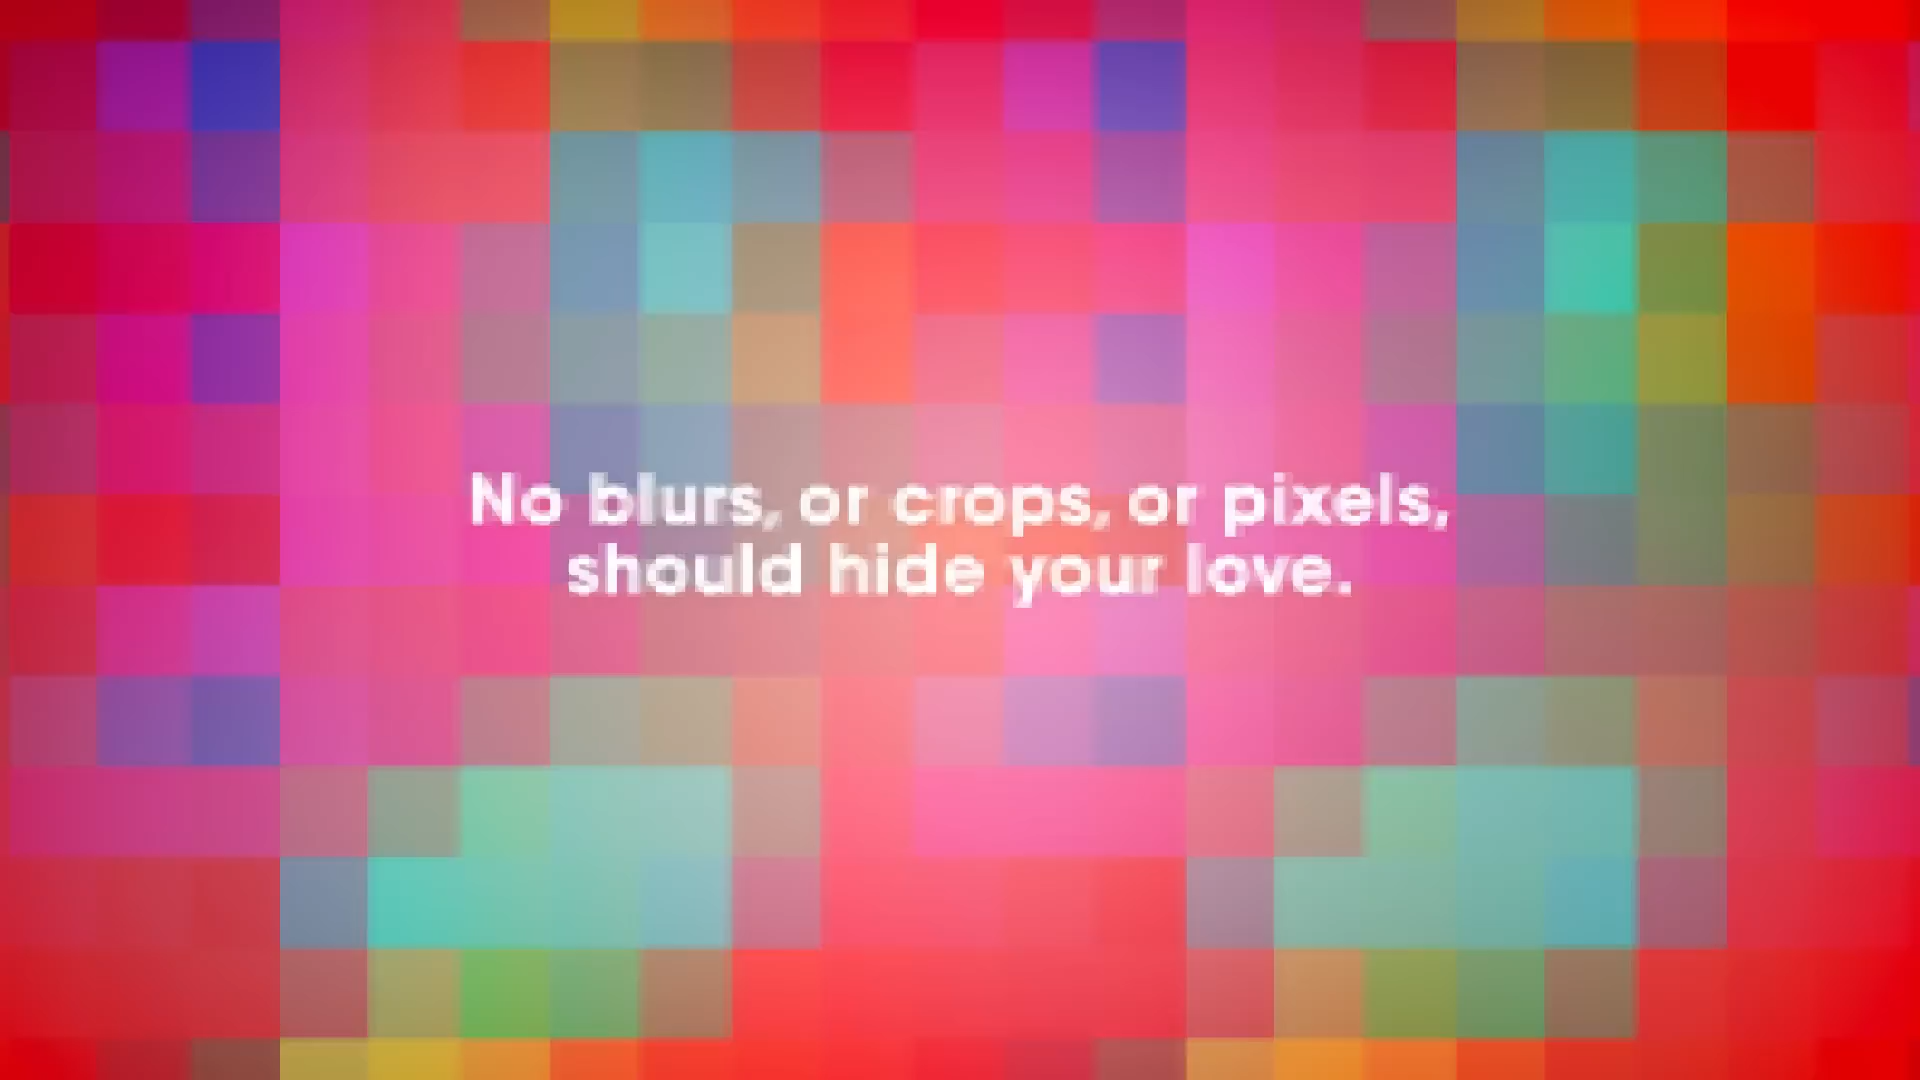 No blurs, or crops, or pixels,
should hide your love.